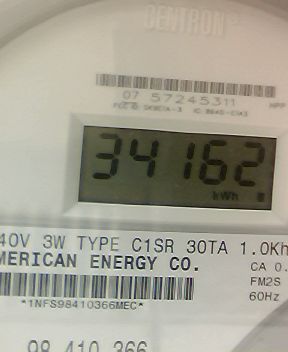 CENTRON®
07 57245311
HPP
34162
kWh
40V 3W TYPE C1SR 30TA 1.0Kh
MERICAN ENERGY CO.
CA 0.
FM2S
*1NFS98410366MEC*
60Hz
98 410 366